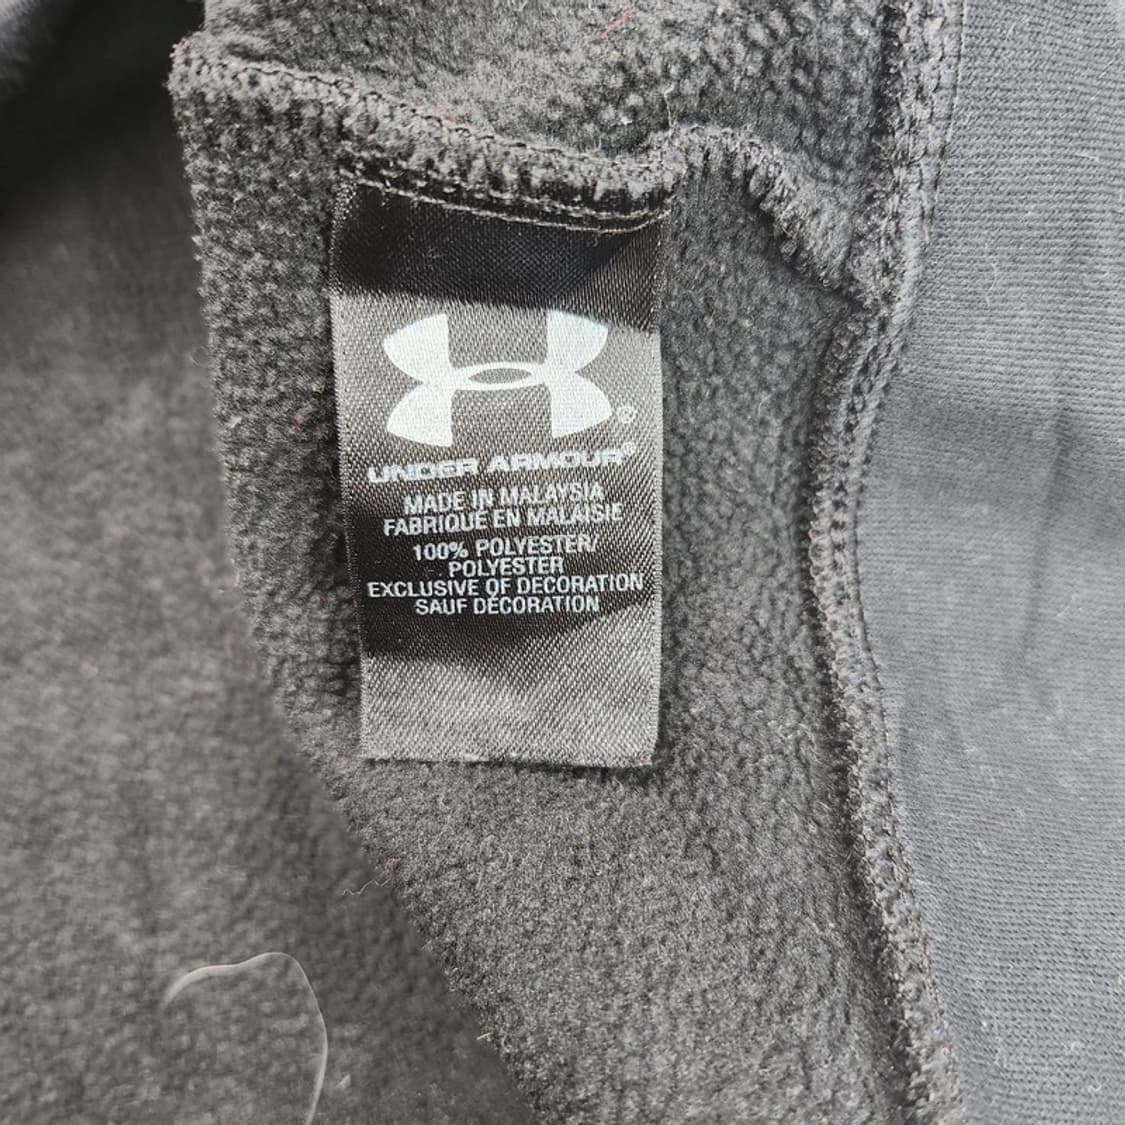 UNDER ARMOUR®
MADE IN MALAYSIA
FABRIQUÉ EN MALAISIE
100% POLYESTER/
POLYESTER
EXCLUSIVE OF DECORATION
SAUF DÉCORATION